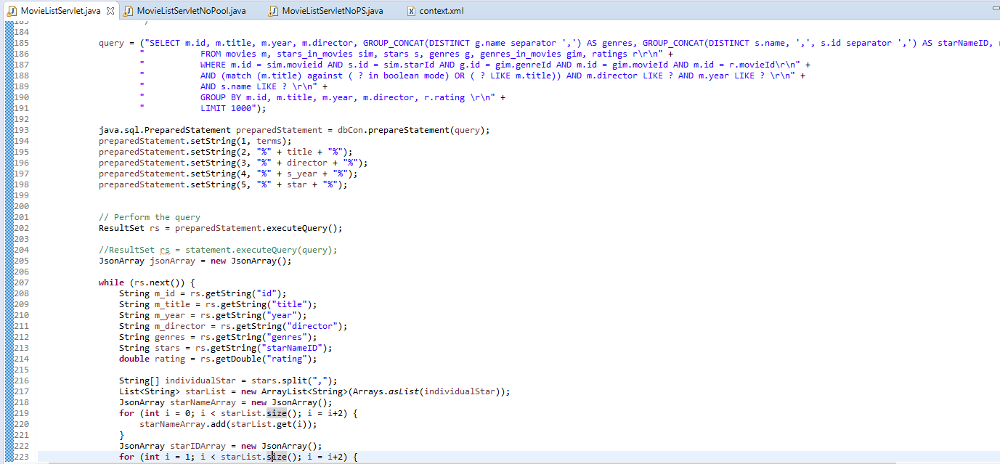 MovieListServlet.java MovieListServletNoPool.java MovieListServletNoPS.java context.xml
183 */
184
185 query = ("SELECT m.id, m.title, m.year, m.director, GROUP_CONCAT(DISTINCT g.name separator ',') AS genres, GROUP_CONCAT(DISTINCT s.name, ',', s.id separator ',') AS starNameID, r
186 " FROM movies m, stars_in_movies sim, stars s, genres g, genres_in_movies gim, ratings r\r\n" +
187 " WHERE m.id = sim.movieid AND s.id = sim.starId AND g.id = gim.genreId AND m.id = gim.movieId AND m.id = r.movieId\r\n" +
188 " AND (match (m.title) against ( ? in boolean mode) OR ( ? LIKE m.title)) AND m.director LIKE ? AND m.year LIKE ? \r\n" +
189 " AND s.name LIKE ? \r\n" +
190 " GROUP BY m.id, m.title, m.year, m.director, r.rating \r\n" +
191 " LIMIT 1000");
192
193 java.sql.PreparedStatement preparedStatement = dbCon.prepareStatement(query);
194 preparedStatement.setString(1, terms);
195 preparedStatement.setString(2, "%" + title + "%");
196 preparedStatement.setString(3, "%" + director + "%");
197 preparedStatement.setString(4, "%" + s_year + "%");
198 preparedStatement.setString(5, "%" + star + "%");
199
200
201 // Perform the query
202 ResultSet rs = preparedStatement.executeQuery();
203
204 //ResultSet rs = statement.executeQuery(query);
205 JsonArray jsonArray = new JsonArray();
206
207 while (rs.next()) {
208 String m_id = rs.getString("id");
209 String m_title = rs.getString("title");
210 String m_year = rs.getString("year");
211 String m_director = rs.getString("director");
212 String genres = rs.getString("genres");
213 String stars = rs.getString("starNameID");
214 double rating = rs.getDouble("rating");
215
216 String[] individualStar = stars.split(",");
217 List<String> starList = new ArrayList<String>(Arrays.asList(individualStar));
218 JsonArray starNameArray = new JsonArray();
219 for (int i = 0; i < starList.size(); i = i+2) {
220 starNameArray.add(starList.get(i));
221 }
222 JsonArray starIDArray = new JsonArray();
223 for (int i = 1; i < starList.size(); i = i+2) {